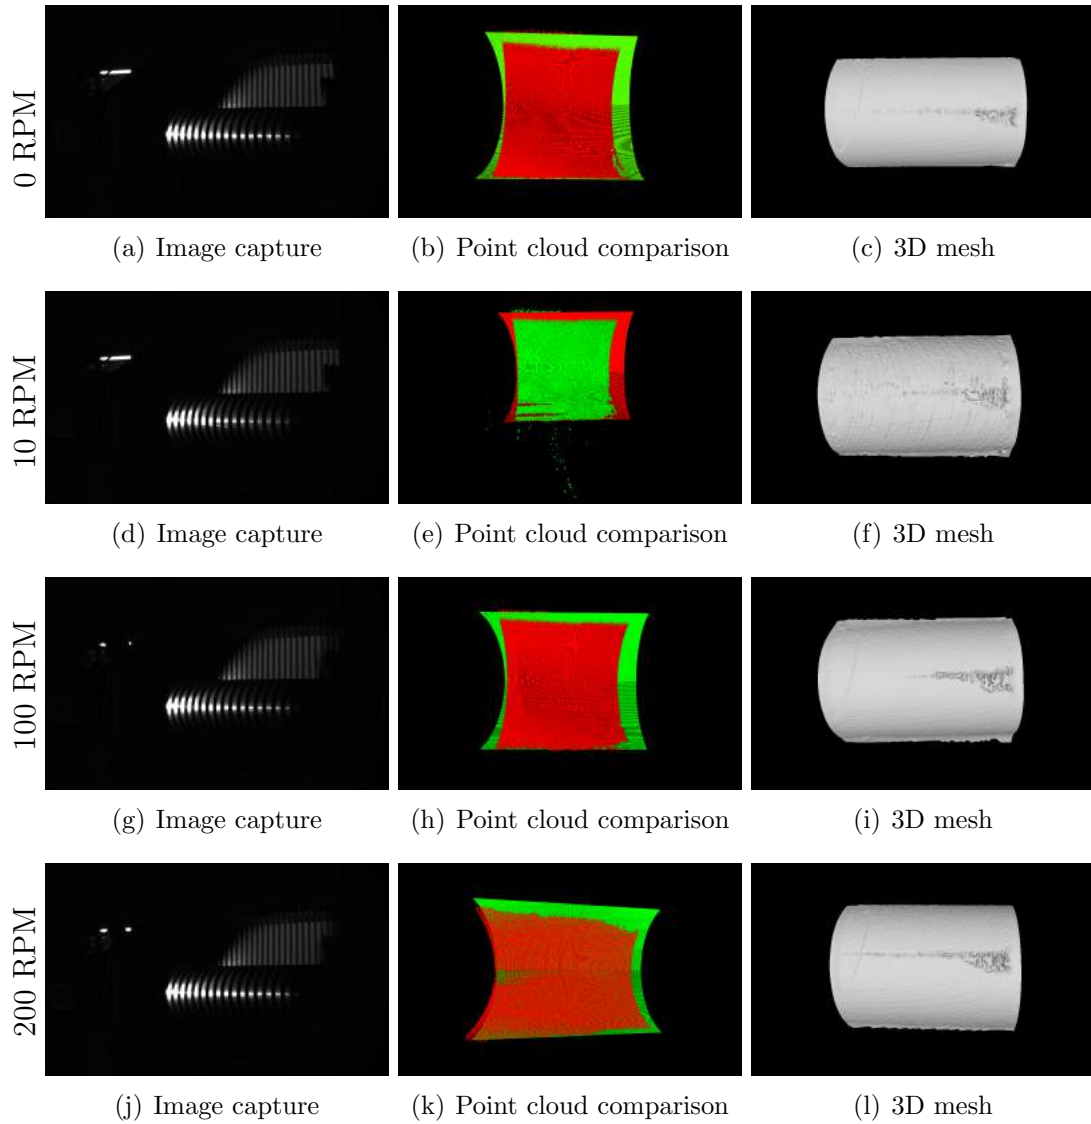 0 RPM
(a) Image capture
(b) Point cloud comparison
(c) 3D mesh
10 RPM
(d) Image capture
(e) Point cloud comparison
(f) 3D mesh
100 RPM
(g) Image capture
(h) Point cloud comparison
(i) 3D mesh
200 RPM
(j) Image capture
(k) Point cloud comparison
(l) 3D mesh